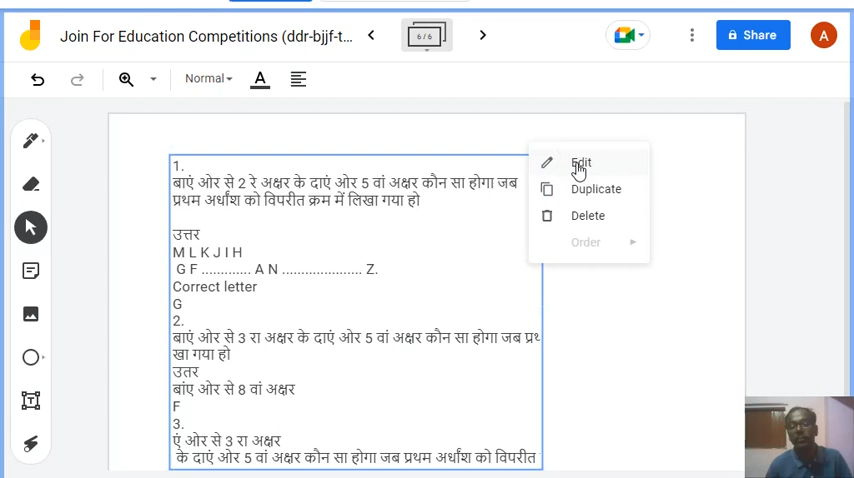 Join For Education Competitions (ddr-bjjf-t...
6 / 6
Share
A
Normal
A
Edit
Duplicate
Delete
Order
1.
बाएं ओर से 2 रे अक्षर के दाएं ओर 5 वां अक्षर कौन सा होगा जब
प्रथम अर्धांश को विपरीत क्रम में लिखा गया हो
उत्तर
M L K J I H
G F ............. A N ...................... Z.
Correct letter
G
2.
बाएं ओर से 3 रा अक्षर के दाएं ओर 5 वां अक्षर कौन सा होगा जब
खा गया हो
उतर
बांए ओर से 8 वां अक्षर
F
3.
एं ओर से 3 रा अक्षर
के दाएं ओर 5 वां अक्षर कौन सा होगा जब प्रथम अर्धांश को विपरीत